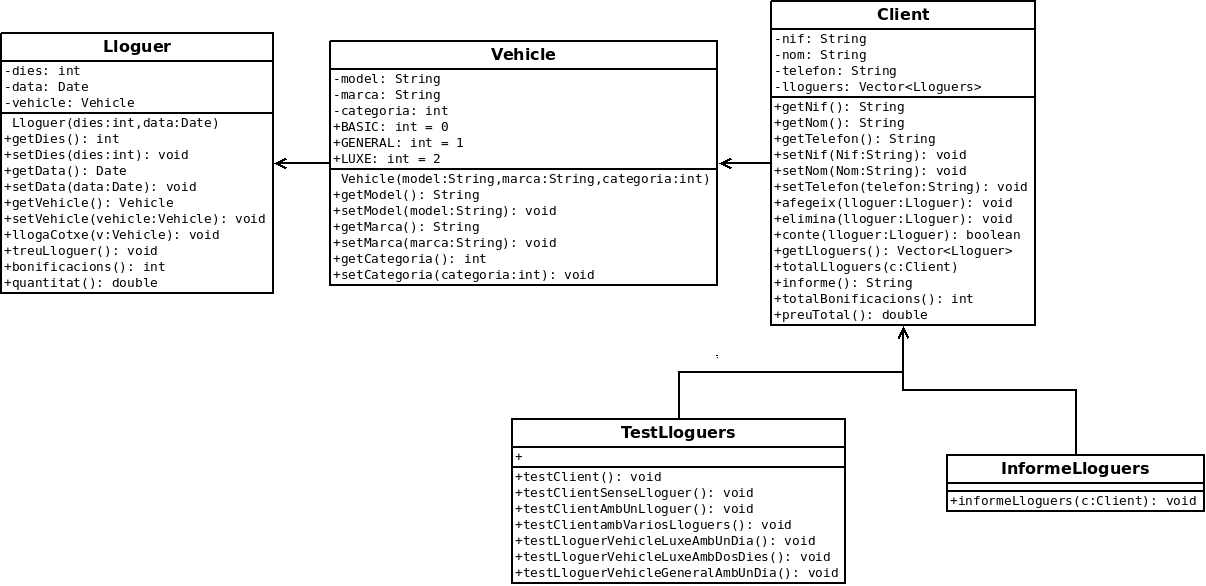 Lloguer
-dies: int
-data: Date
-vehicle: Vehicle
Lloguer(dies:int,data:Date)
+getDies(): int
+setDies(dies:int): void
+getData(): Date
+setData(data:Date): void
+getVehicle(): Vehicle
+setVehicle(vehicle:Vehicle): void
+llogaCotxe(v:Vehicle): void
+treuLloguer(): void
+bonificacions(): int
+quantitat(): double
Vehicle
-model: String
-marca: String
-categoria: int
+BASIC: int = 0
+GENERAL: int = 1
+LUXE: int = 2
Vehicle(model:String,marca:String,categoria:int)
+getModel(): String
+setModel(model:String): void
+getMarca(): String
+setMarca(marca:String): void
+getCategoria(): int
+setCategoria(categoria:int): void
Client
-nif: String
-nom: String
-telefon: String
-lloguers: Vector<Lloguers>
+getNif(): String
+getNom(): String
+getTelefon(): String
+setNif(Nif:String): void
+setNom(Nom:String): void
+setTelefon(telefon:String): void
+afegeix(lloguer:Lloguer): void
+elimina(lloguer:Lloguer): void
+conte(lloguer:Lloguer): boolean
+getLloguers(): Vector<Lloguer>
+totalLloguers(c:Client)
+informe(): String
+totalBonificacions(): int
+preuTotal(): double
TestLloguers
+
+testClient(): void
+testClientSenseLloguer(): void
+testClientAmbUnLloguer(): void
+testClientambVariosLloguers(): void
+testLloguerVehicleLuxeAmbUnDia(): void
+testLloguerVehicleLuxeAmbDosDies(): void
+testLloguerVehicleGeneralAmbUnDia(): void
InformeLloguers
+informeLloguers(c:Client): void